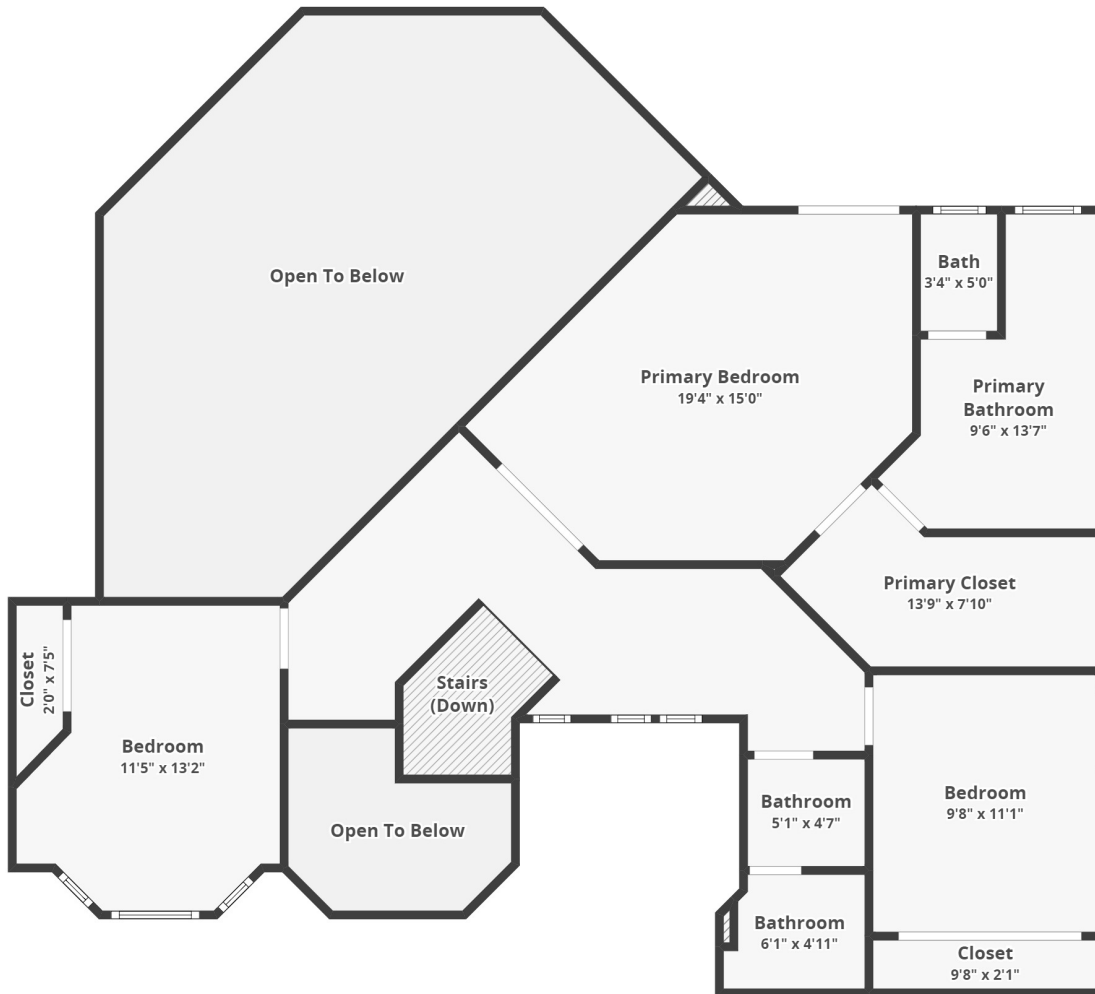 Open To Below
Bath
3'4" x 5'0"
Primary Bedroom
19'4" x 15'0"
Primary
Bathroom
9'6" x 13'7"
Primary Closet
13'9" x 7'10"
Closet
2'0" x 7'5"
Stairs
(Down)
Bedroom
11'5" x 13'2"
Open To Below
Bathroom
5'1" x 4'7"
Bedroom
9'8" x 11'1"
Bathroom
6'1" x 4'11"
Closet
9'8" x 2'1"